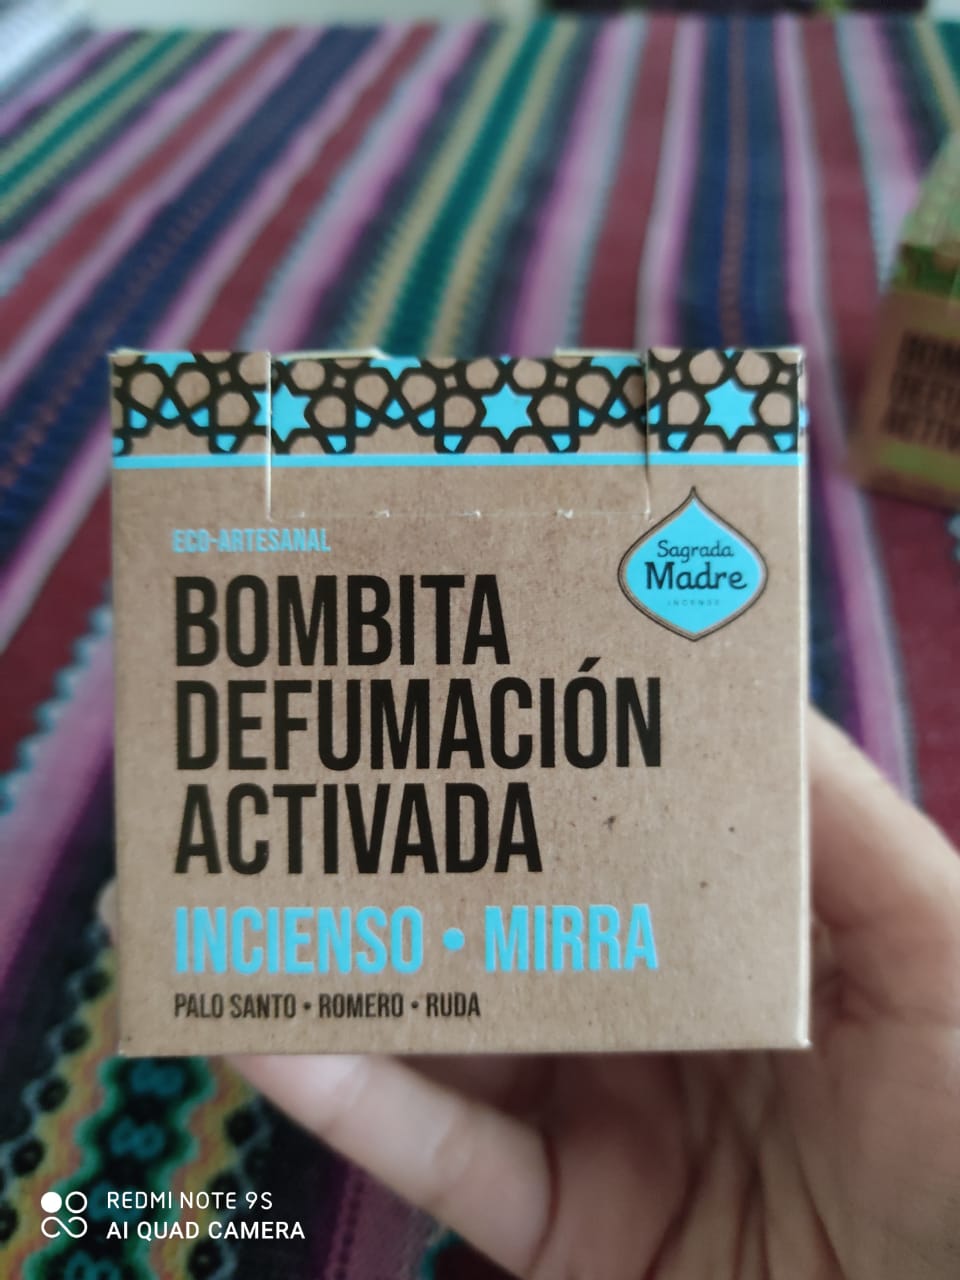 ECO-ARTESANAL
Sagrada
Madre
INCENSE
BOMBITA
DEFUMACIÓN
ACTIVADA
INCIENSO • MIRRA
PALO SANTO • ROMERO • RUDA
REDMI NOTE 9S
AI QUAD CAMERA